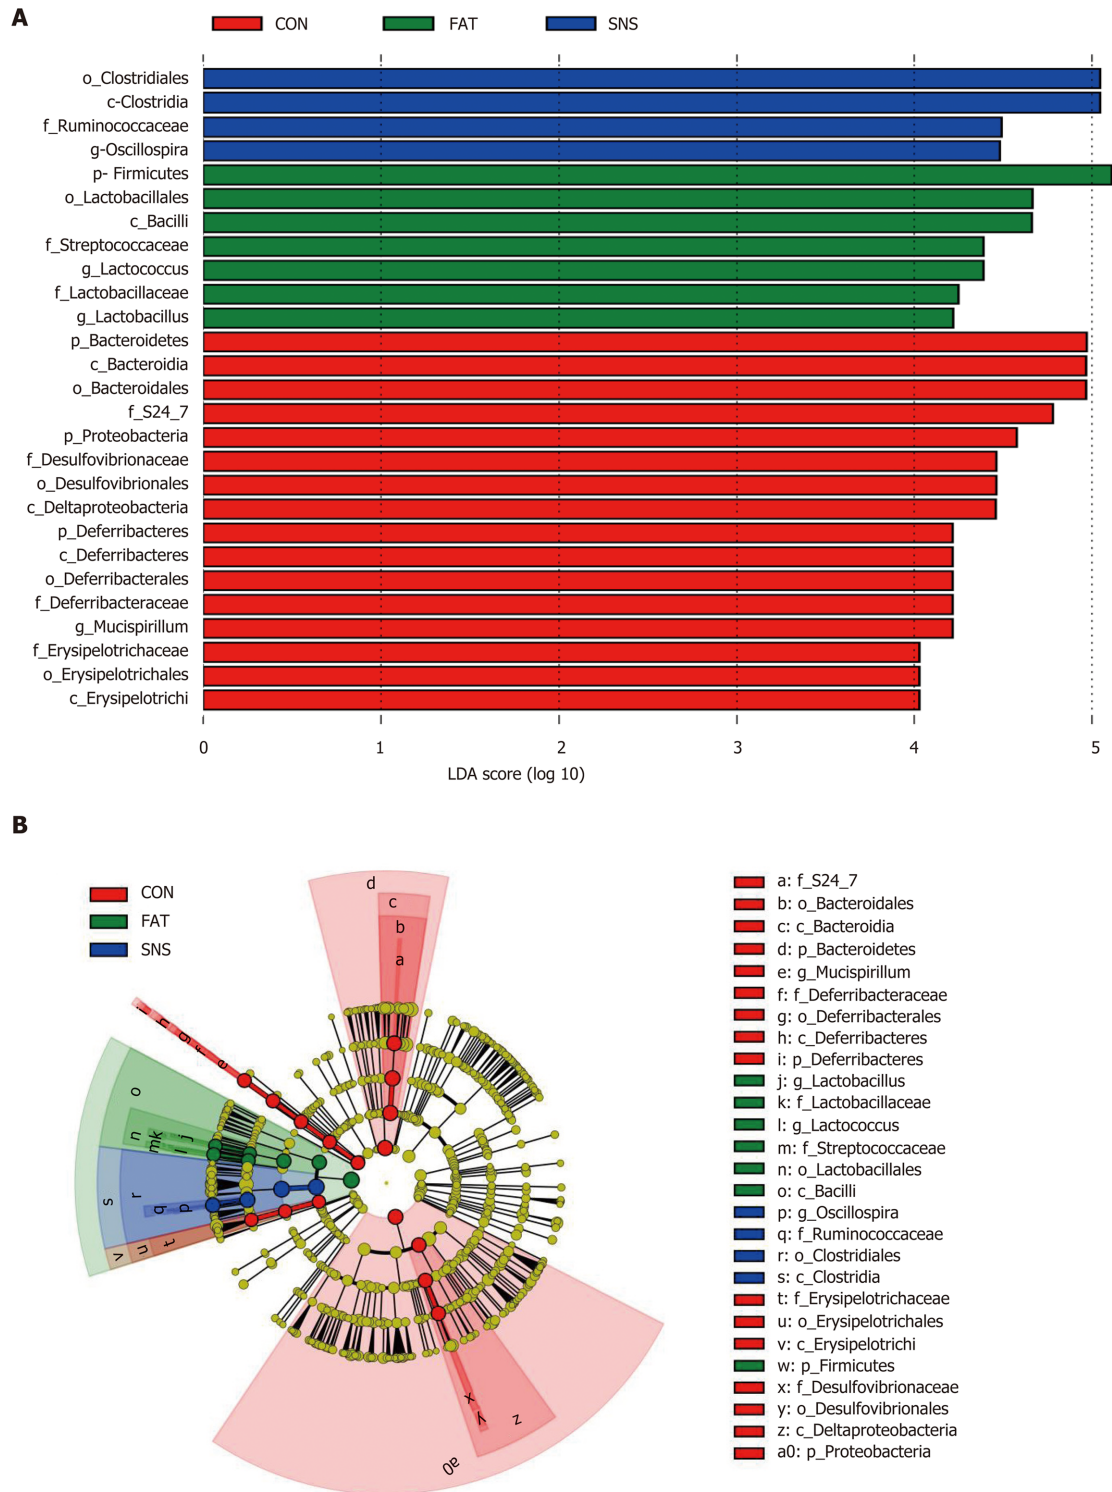 A
CON FAT SNS
o_Clostridiales
c-Clostridia
f_Ruminococcaceae
g-Oscillospira
p- Firmicutes
o_Lactobacillales
c_Bacilli
f_Streptococcaceae
g_Lactococcus
f_Lactobacillaceae
g_Lactobacillus
p_Bacteroidetes
c_Bacteroidia
o_Bacteroidales
f_S24_7
p_Proteobacteria
f_Desulfovibrionaceae
o_Desulfovibrionales
c_Deltaproteobacteria
p_Deferribacteres
c_Deferribacteres
o_Deferribacterales
f_Deferribacteraceae
g_Mucispirillum
f_Erysipelotrichaceae
o_Erysipelotrichales
c_Erysipelotrichi
0 1 2 3 4 5
LDA score (log 10)
B
CON
FAT
SNS
d
c
b
a
i
h
g
f
e
o
n
m
k
l
j
s
r
q
p
v
u
t
x
y
z
a0
a: f_S24_7
b: o_Bacteroidales
c: c_Bacteroidia
d: p_Bacteroidetes
e: g_Mucispirillum
f: f_Deferribacteraceae
g: o_Deferribacterales
h: c_Deferribacteres
i: p_Deferribacteres
j: g_Lactobacillus
k: f_Lactobacillaceae
l: g_Lactococcus
m: f_Streptococcaceae
n: o_Lactobacillales
o: c_Bacilli
p: g_Oscillospira
q: f_Ruminococcaceae
r: o_Clostridiales
s: c_Clostridia
t: f_Erysipelotrichaceae
u: o_Erysipelotrichales
v: c_Erysipelotrichi
w: p_Firmicutes
x: f_Desulfovibrionaceae
y: o_Desulfovibrionales
z: c_Deltaproteobacteria
a0: p_Proteobacteria